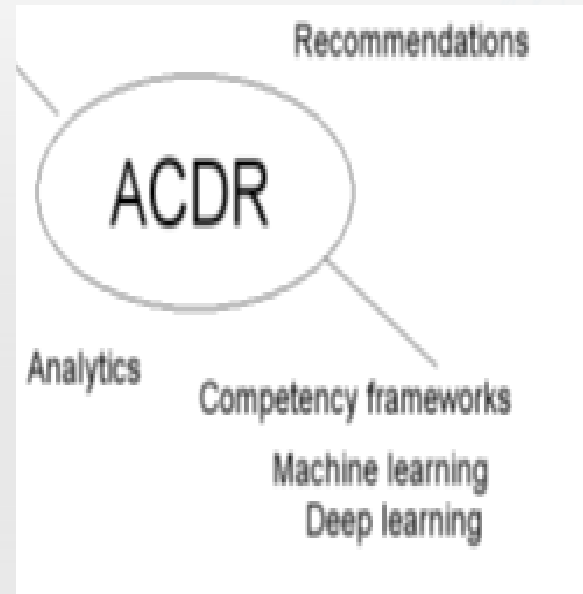 Recommendations
ACDR
Analytics
Competency frameworks
Machine learning
Deep learning